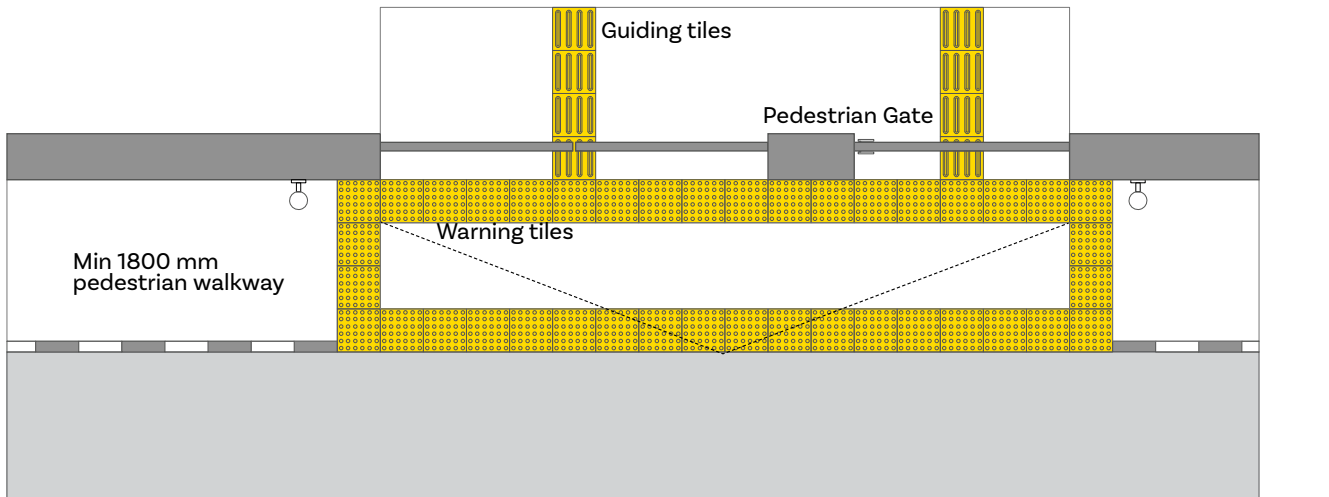 Guiding tiles
Pedestrian Gate
Warning tiles
Min 1800 mm
pedestrian walkway